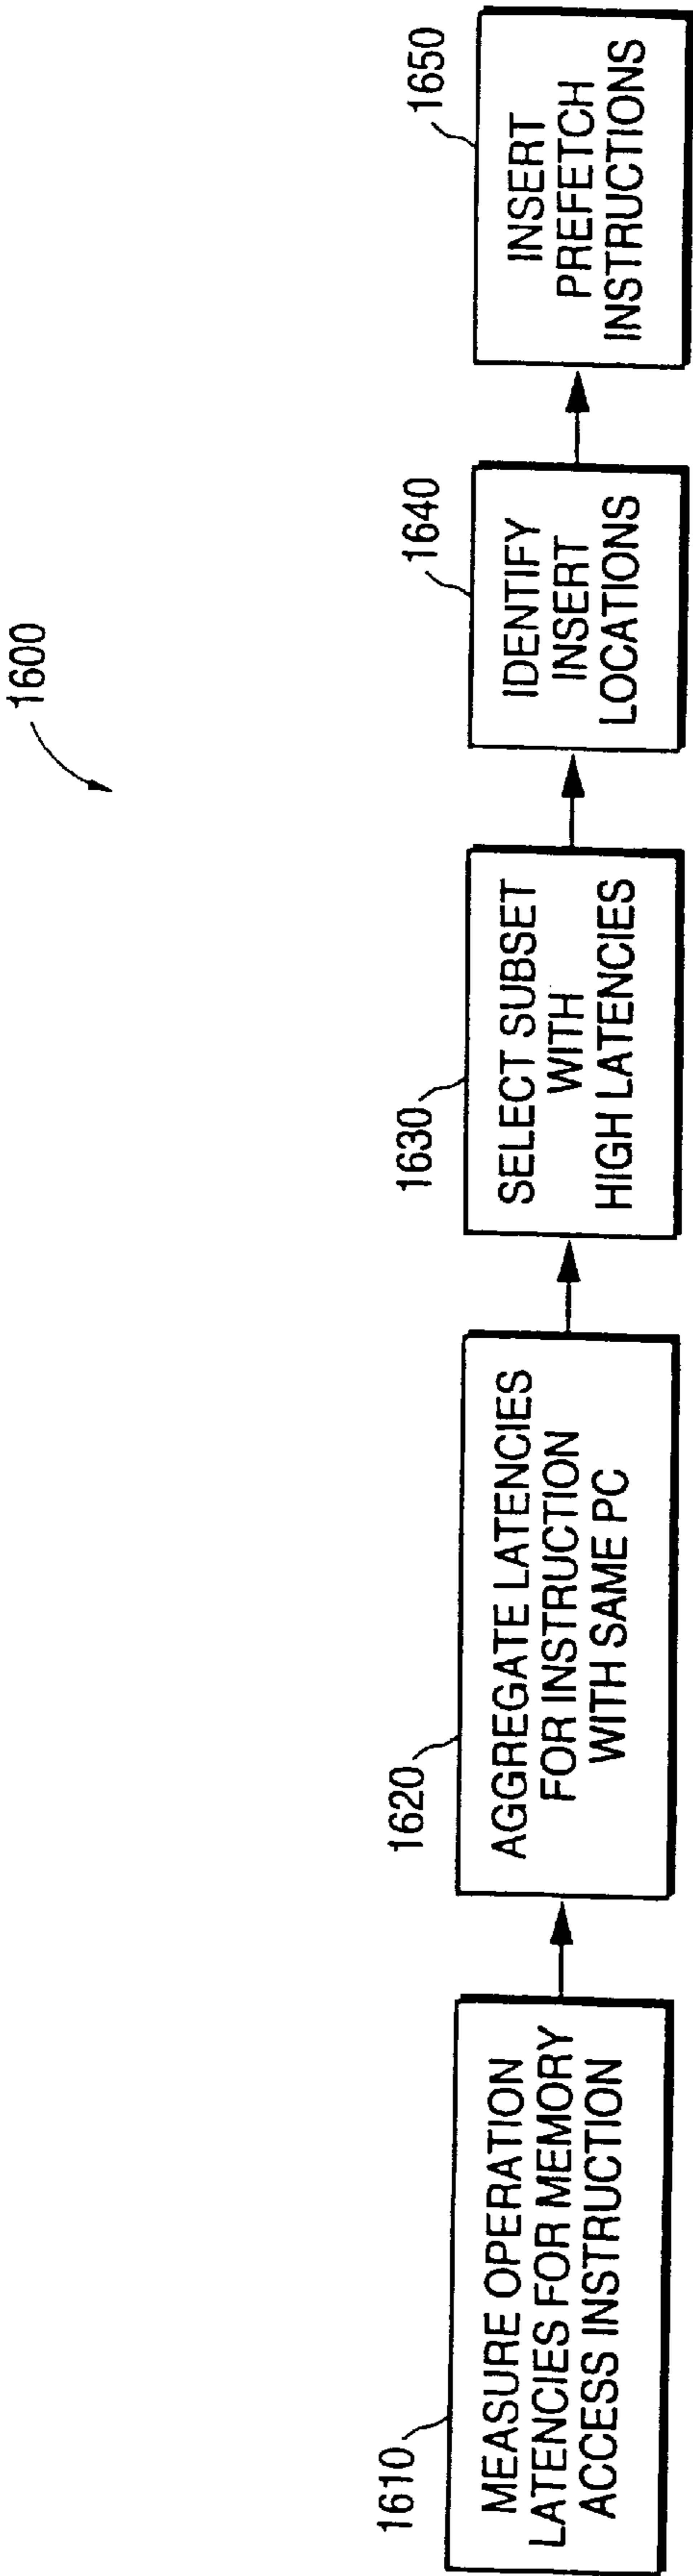 1600
1610
MEASURE OPERATION
LATENCIES FOR MEMORY
ACCESS INSTRUCTION
1620
AGGREGATE LATENCIES
FOR INSTRUCTION
WITH SAME PC
1630
SELECT SUBSET
WITH
HIGH LATENCIES
1640
IDENTIFY
INSERT
LOCATIONS
1650
INSERT
PREFETCH
INSTRUCTIONS